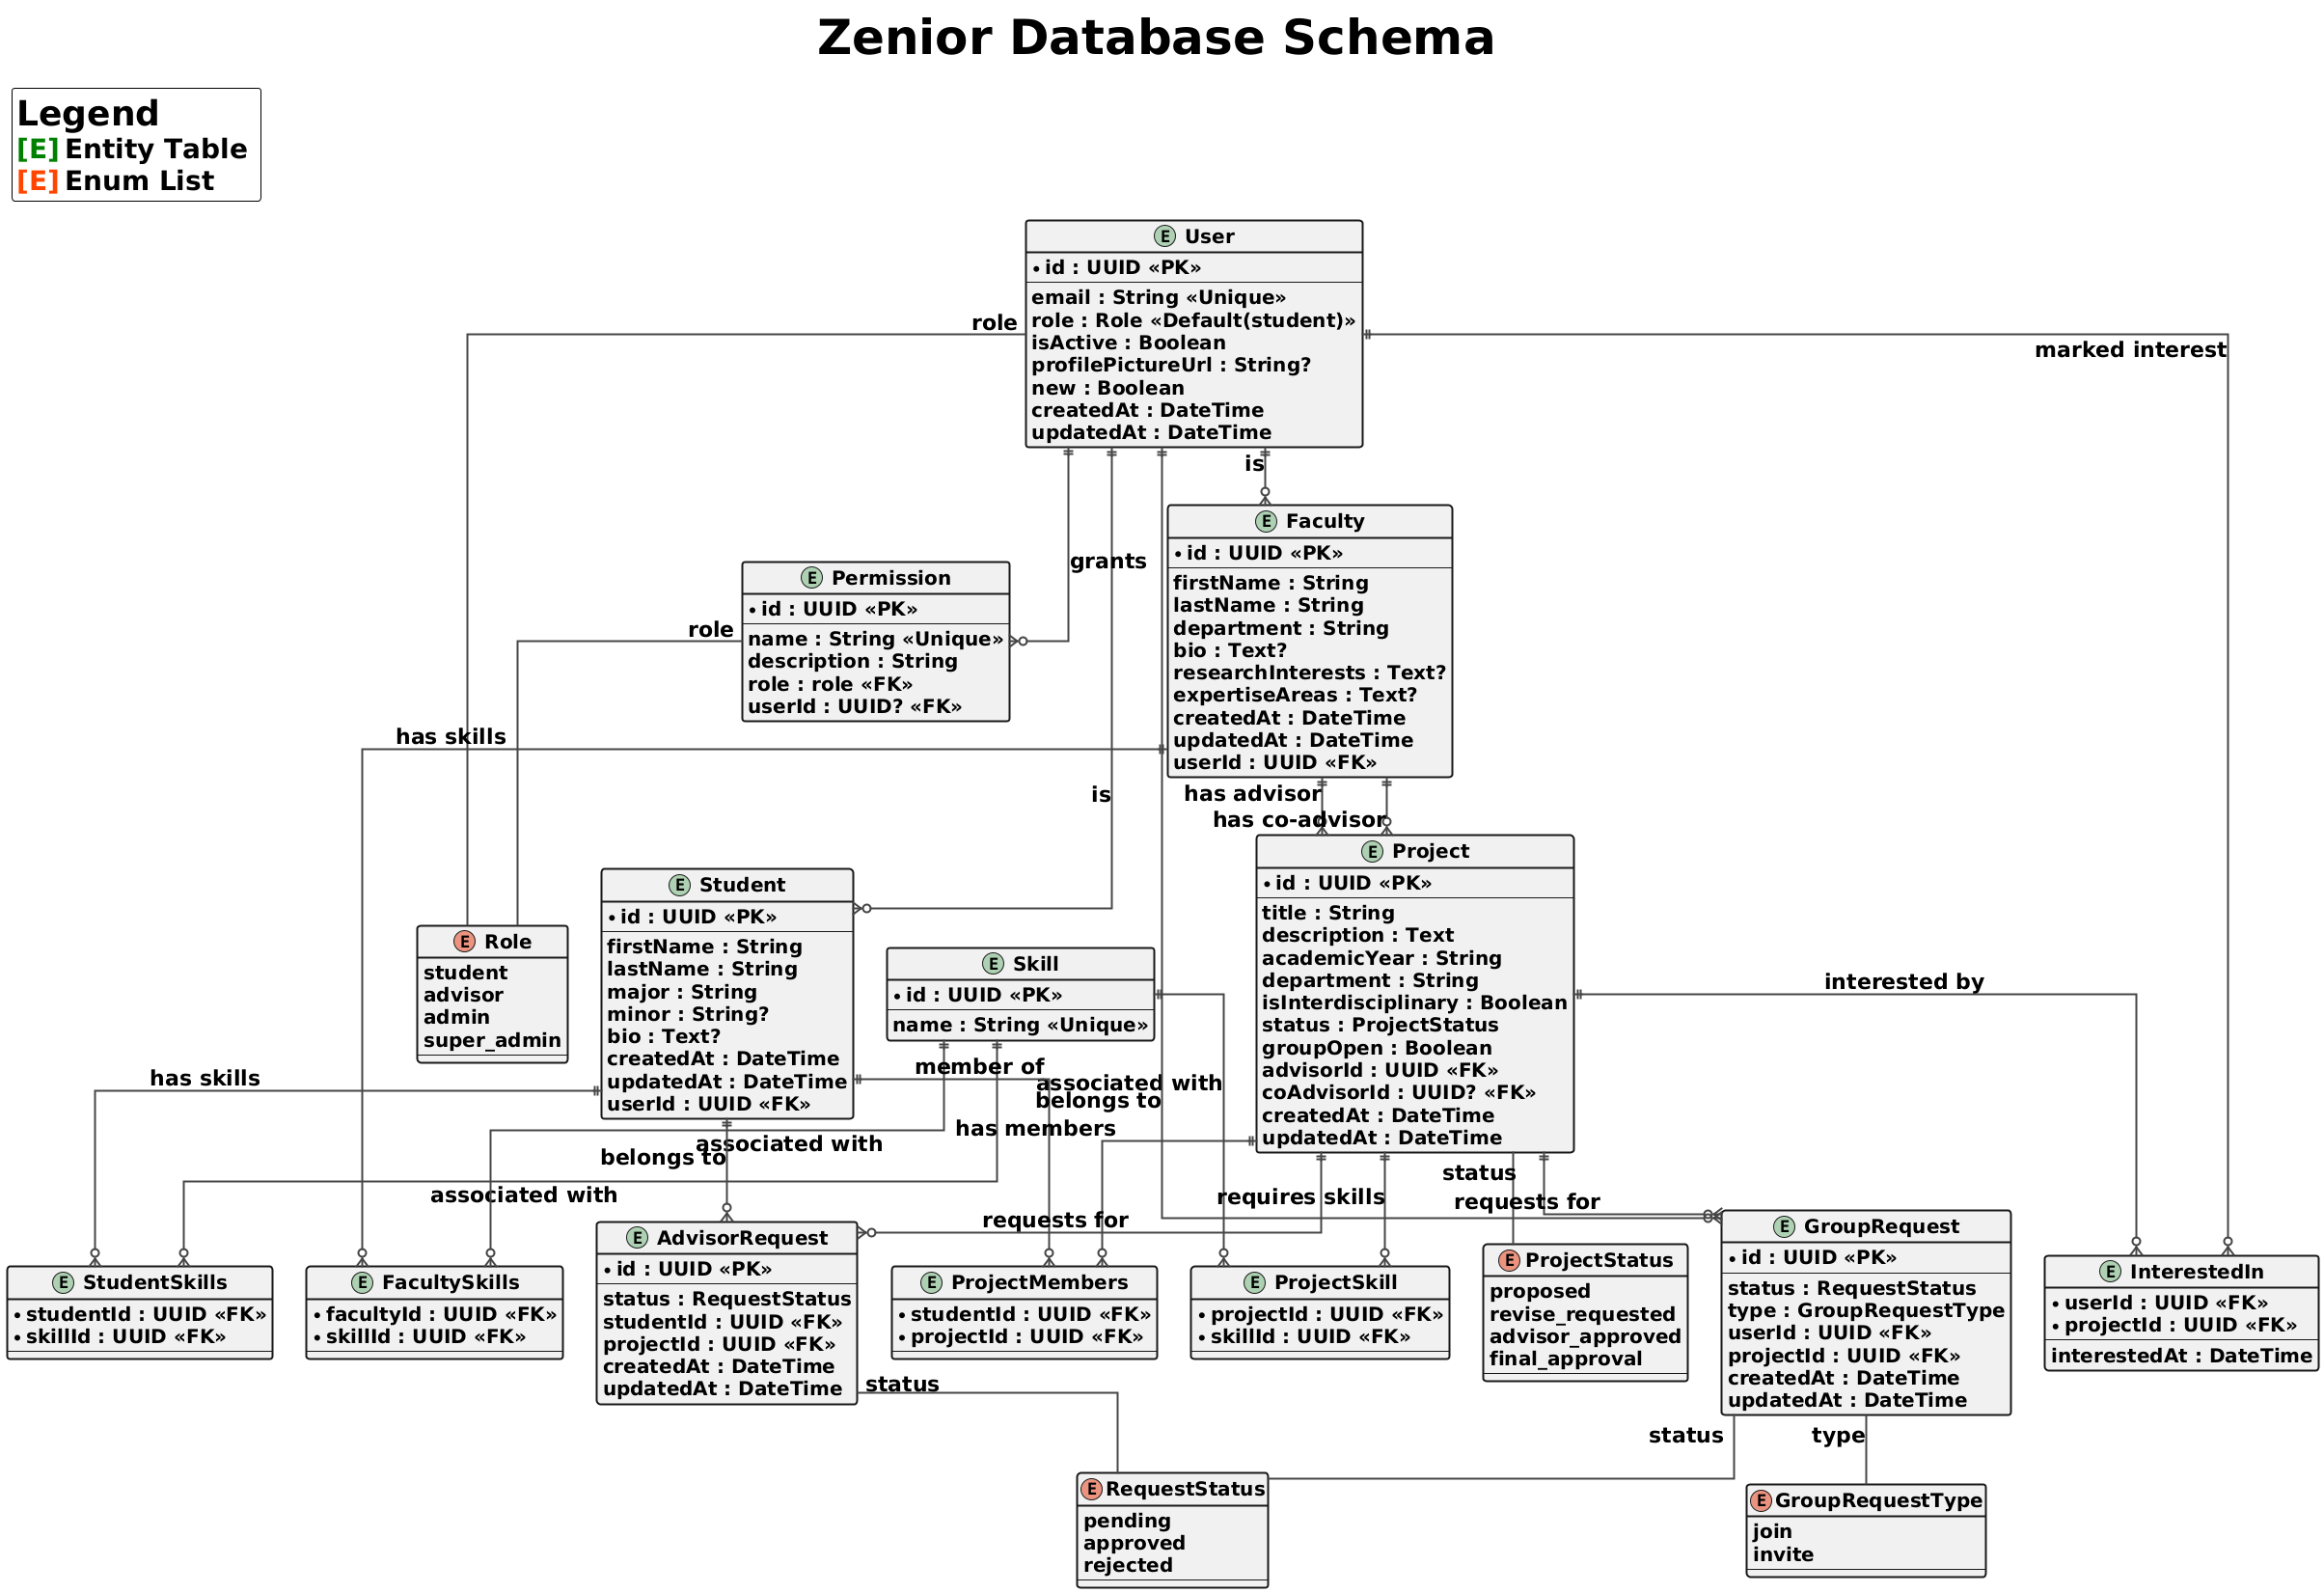 Zenior Database Schema
Legend
[E] Entity Table
[E] Enum List
E User
• id : UUID «PK»
email : String «Unique»
role : Role «Default(student)»
isActive : Boolean
profilePictureUrl : String?
new : Boolean
createdAt : DateTime
updatedAt : DateTime
role
marked interest
is
grants
E Faculty
• id : UUID «PK»
firstName : String
lastName : String
department : String
bio : Text?
researchInterests : Text?
expertiseAreas : Text?
createdAt : DateTime
updatedAt : DateTime
userId : UUID «FK»
E Permission
• id : UUID «PK»
name : String «Unique»
description : String
role : role «FK»
userId : UUID? «FK»
role
has skills
is
has advisor
has co-advisor
E Project
• id : UUID «PK»
title : String
description : Text
academicYear : String
department : String
isInterdisciplinary : Boolean
status : ProjectStatus
groupOpen : Boolean
advisorId : UUID «FK»
coAdvisorId : UUID? «FK»
createdAt : DateTime
updatedAt : DateTime
E Student
• id : UUID «PK»
firstName : String
lastName : String
major : String
minor : String?
bio : Text?
createdAt : DateTime
updatedAt : DateTime
userId : UUID «FK»
E Role
student
advisor
admin
super_admin
E Skill
• id : UUID «PK»
name : String «Unique»
interested by
has skills
member of
associated with
belongs to
has members
associated with
belongs to
associated with
status
requires skills
requests for
requests for
E StudentSkills
• studentId : UUID «FK»
• skillId : UUID «FK»
E FacultySkills
• facultyId : UUID «FK»
• skillId : UUID «FK»
E AdvisorRequest
• id : UUID «PK»
status : RequestStatus
studentId : UUID «FK»
projectId : UUID «FK»
createdAt : DateTime
updatedAt : DateTime
E ProjectMembers
• studentId : UUID «FK»
• projectId : UUID «FK»
E ProjectSkill
• projectId : UUID «FK»
• skillId : UUID «FK»
E ProjectStatus
proposed
revise_requested
advisor_approved
final_approval
E GroupRequest
• id : UUID «PK»
status : RequestStatus
type : GroupRequestType
userId : UUID «FK»
projectId : UUID «FK»
createdAt : DateTime
updatedAt : DateTime
E InterestedIn
• userId : UUID «FK»
• projectId : UUID «FK»
interestedAt : DateTime
status
status
type
E RequestStatus
pending
approved
rejected
E GroupRequestType
join
invite